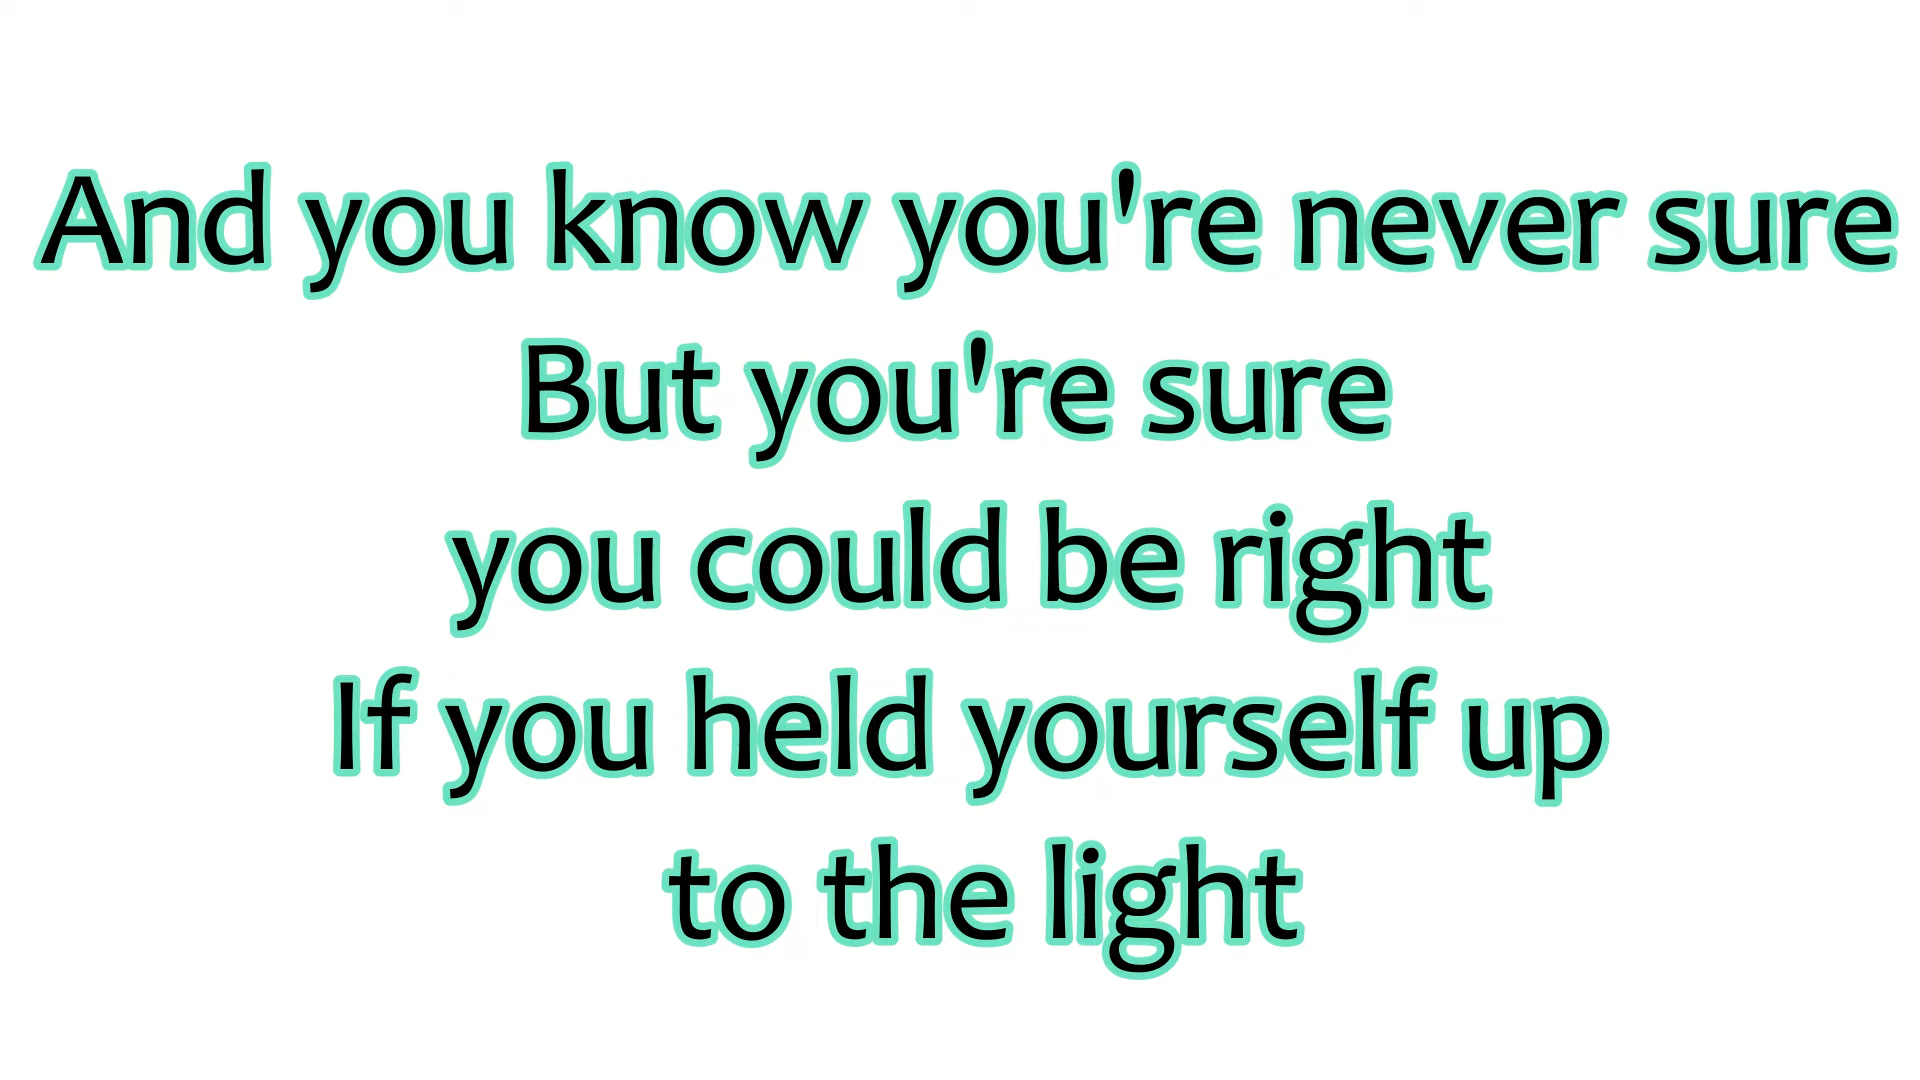 And you know you're never sure
But you're sure
you could be right
If you held yourself up
to the light